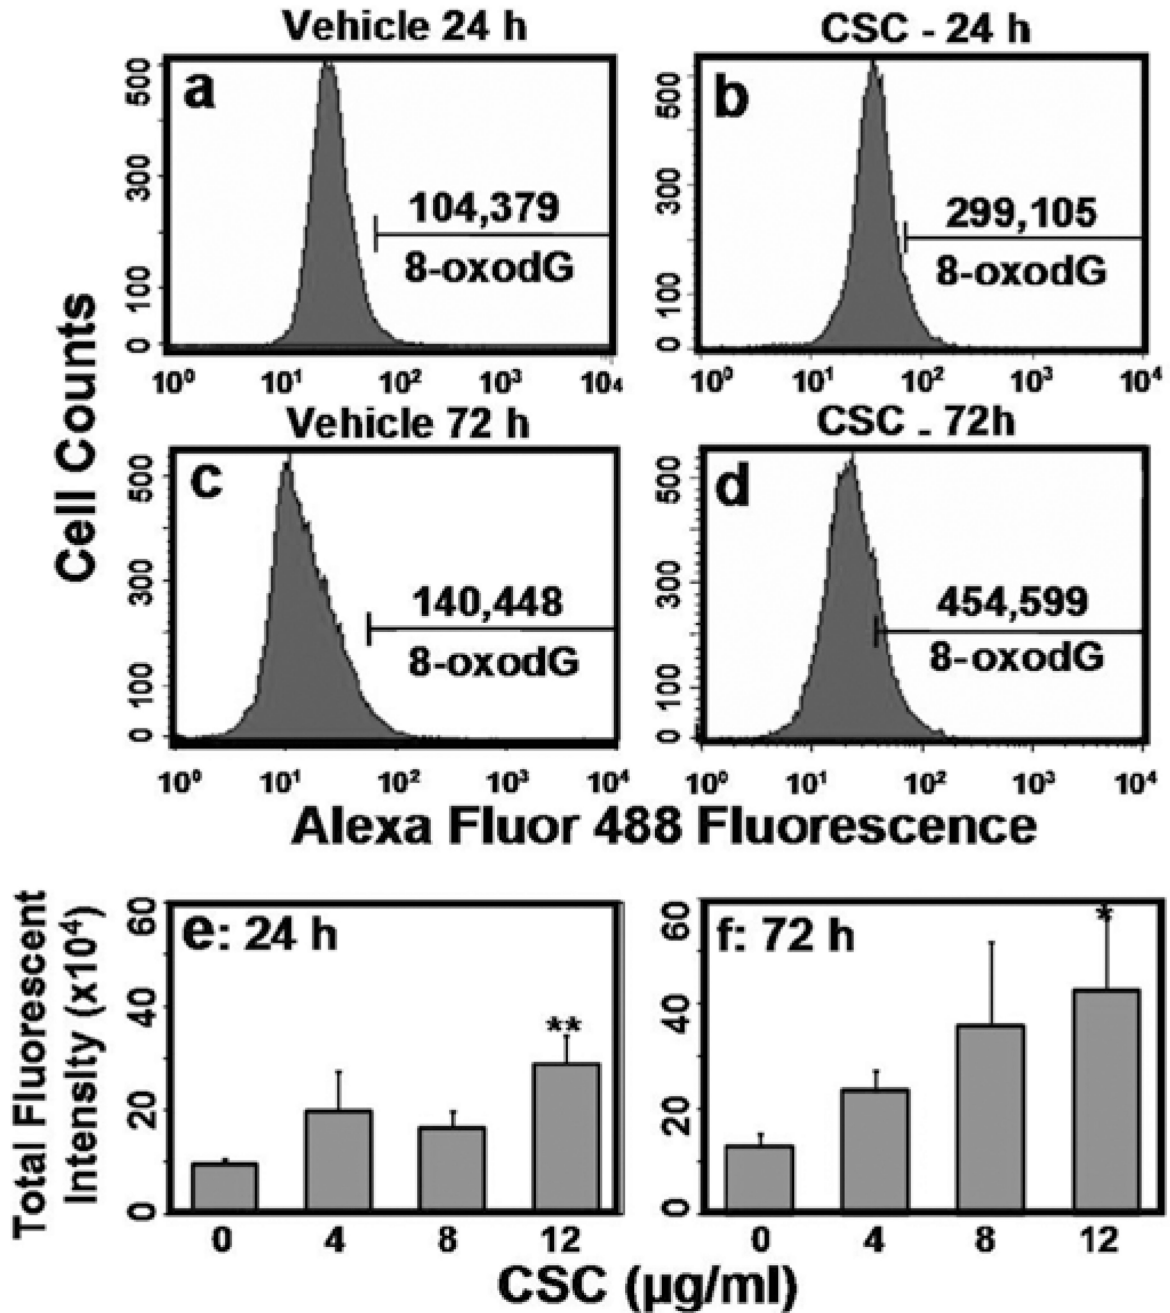 Vehicle 24 h
CSC - 24 h
a
b
500
300
100
0
104,379
8-oxodG
500
300
100
0
299,105
8-oxodG
10⁰ 10¹ 10² 10³ 10⁴
10⁰ 10¹ 10² 10³ 10⁴
Vehicle 72 h
CSC - 72h
c
d
500
300
100
0
140,448
8-oxodG
500
300
100
0
454,599
8-oxodG
10⁰ 10¹ 10² 10³ 10⁴
10⁰ 10¹ 10² 10³ 10⁴
Cell Counts
Alexa Fluor 488 Fluorescence
Total Fluorescent
Intensity (x10⁴)
e: 24 h
60
40
20
0
**
0 4 8 12
f: 72 h
60
40
20
0
*
0 4 8 12
CSC (µg/ml)